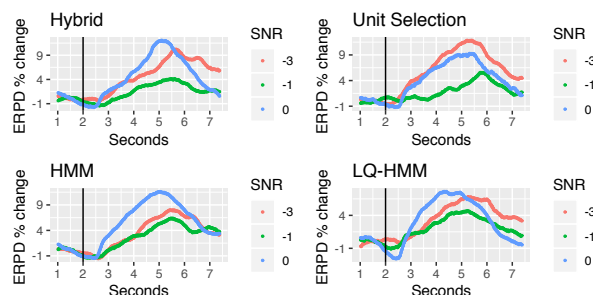 Hybrid
ERPD % change
9
4
-1
1 2 3 4 5 6 7
Seconds
SNR
-3
-1
0
Unit Selection
ERPD % change
9
4
-1
1 2 3 4 5 6 7
Seconds
SNR
-3
-1
0
HMM
ERPD % change
9
4
-1
1 2 3 4 5 6 7
Seconds
SNR
-3
-1
0
LQ-HMM
ERPD % change
4
-1
1 2 3 4 5 6 7
Seconds
SNR
-3
-1
0